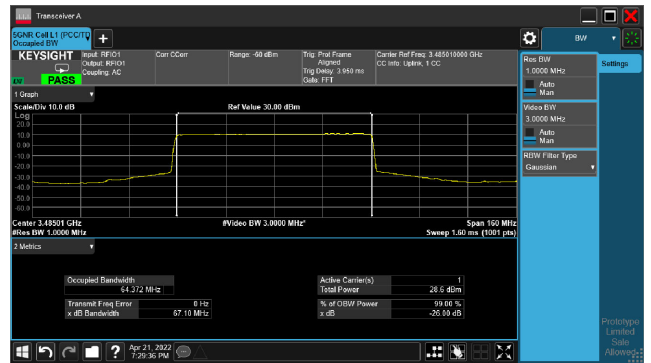 Transceiver A
5GNR Cell L1 (PCC/TD
Occupied BW
BW
KEYSIGHT
Input: RFIO1
Output: RFIO1
Coupling: AC
Corr CCorr
Range: -60 dBm
Trig: Prot Frame
Aligned
Trig Delay: 3.950 ms
Gate: FFT
Carrier Ref Freq: 3.485010000 GHz
CC Info: Uplink, 1 CC
PASS
Res BW
1.0000 MHz
Auto
Man
Settings
Video BW
3.0000 MHz
Auto
Man
RBW Filter Type
Gaussian
1 Graph
Scale/Div 10.0 dB
Ref Value 30.00 dBm
Log
20.0
10.0
0.00
-10.0
-20.0
-30.0
-40.0
-50.0
-60.0
Center 3.48501 GHz
#Video BW 3.0000 MHz*
Span 160 MHz
#Res BW 1.0000 MHz
Sweep 1.60 ms (1001 pts)
2 Metrics
Occupied Bandwidth
64.372 MHz
Active Carrier(s) 1
Total Power 28.6 dBm
Transmit Freq Error 0 Hz
x dB Bandwidth 67.10 MHz
% of OBW Power 99.00 %
x dB -26.00 dB
Prototype
Limited
Sale
Allowed
Apr 21, 2022
7:29:36 PM